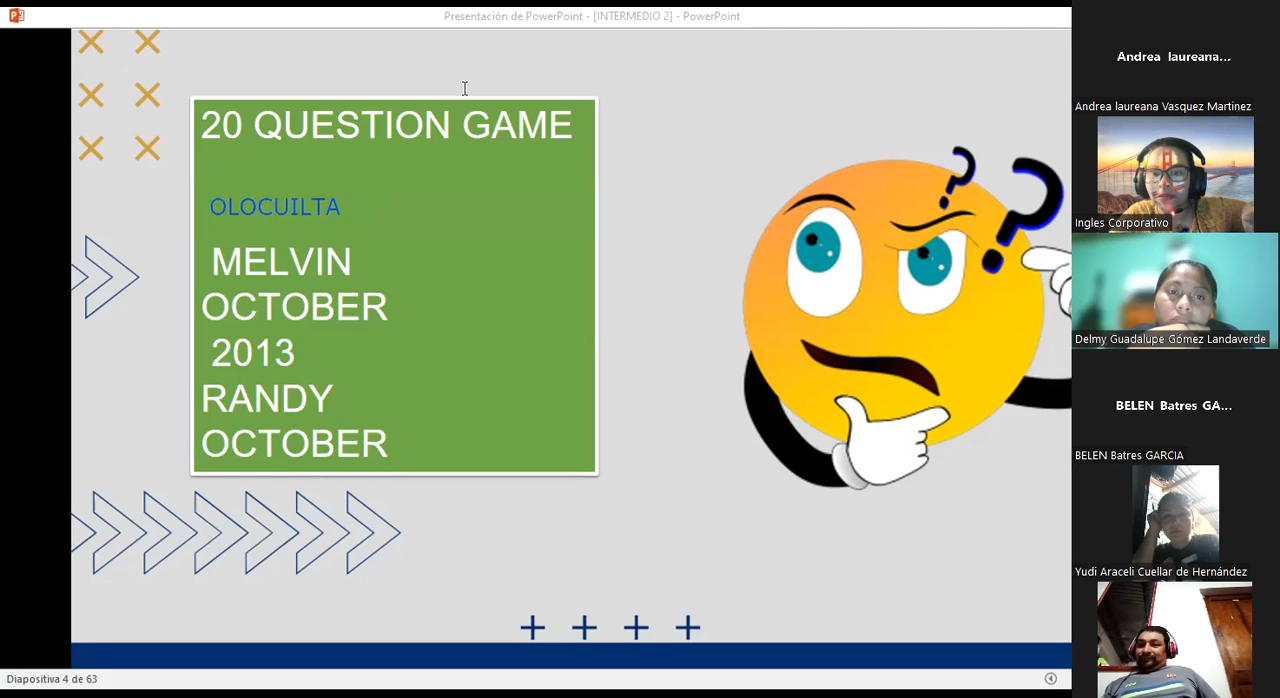 Presentación de PowerPoint - [INTERMEDIO 2] - PowerPoint
20 QUESTION GAME
OLOCUILTA
MELVIN
OCTOBER
2013
RANDY
OCTOBER
Diapositiva 4 de 63
Andrea laureana...
Andrea laureana Vasquez Martinez
Ingles Corporativo
Delmy Guadalupe Gómez Landaverde
BELEN Batres GA...
BELEN Batres GARCIA
Yudi Araceli Cuellar de Hernández